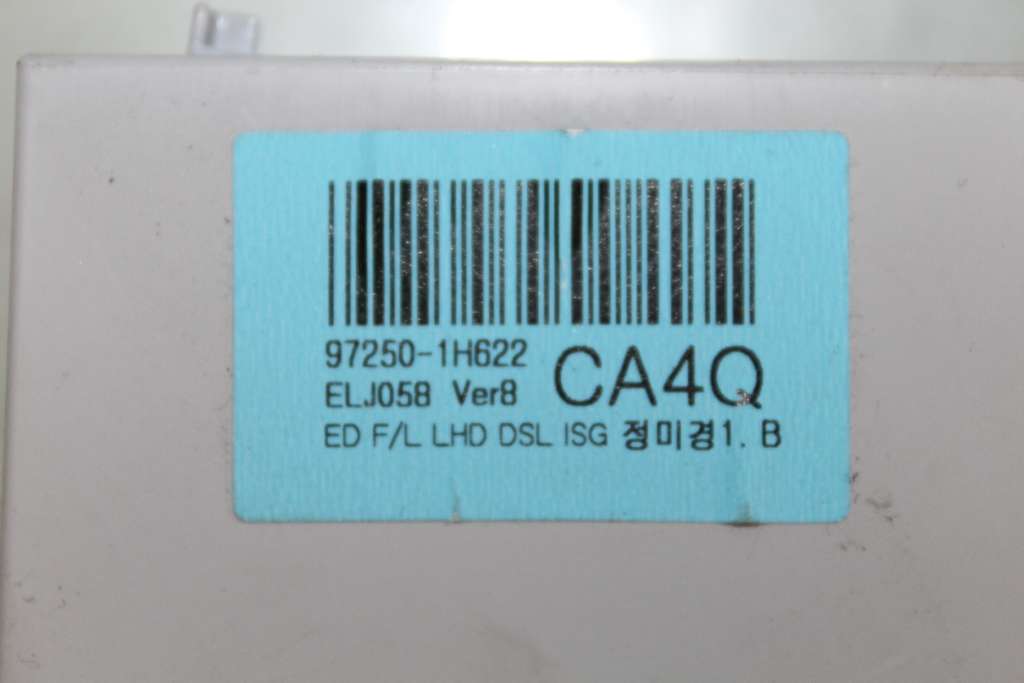 97250-1H622
CA4Q
ELJ058 Ver8
ED F/L LHD DSL ISG 정미경1. B